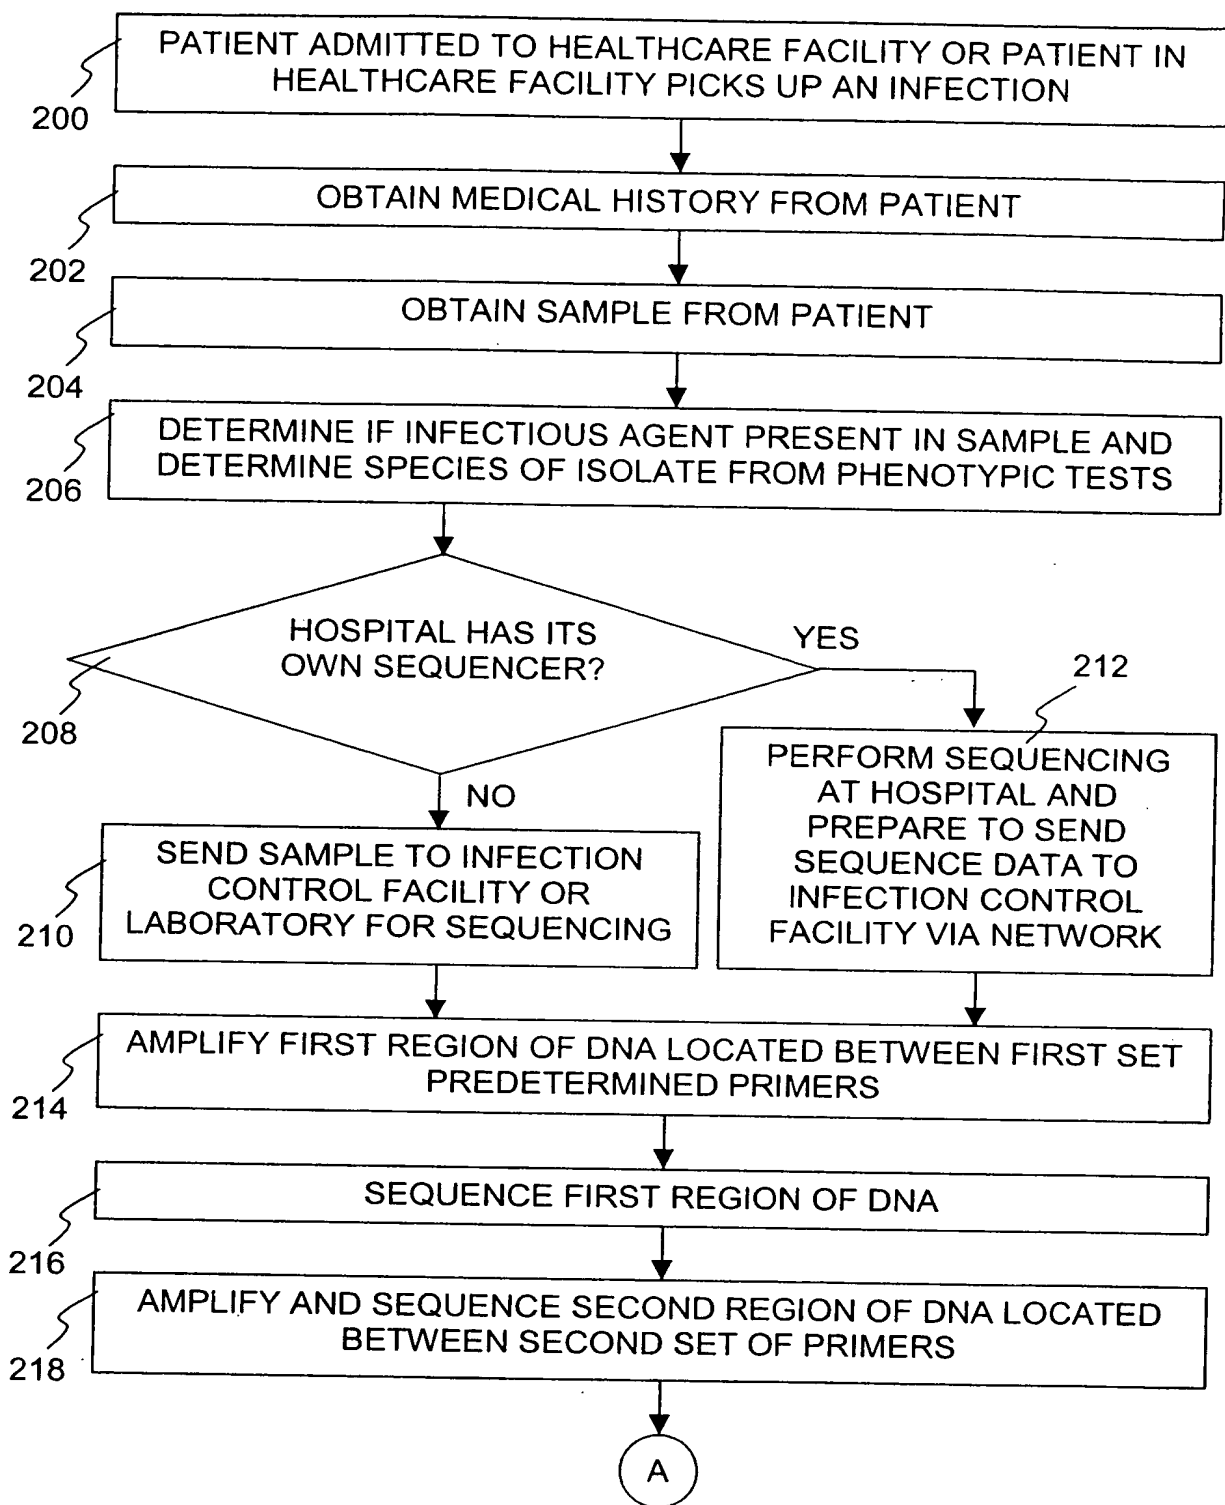 PATIENT ADMITTED TO HEALTHCARE FACILITY OR PATIENT IN
HEALTHCARE FACILITY PICKS UP AN INFECTION
200
OBTAIN MEDICAL HISTORY FROM PATIENT
202
OBTAIN SAMPLE FROM PATIENT
204
DETERMINE IF INFECTIOUS AGENT PRESENT IN SAMPLE AND
DETERMINE SPECIES OF ISOLATE FROM PHENOTYPIC TESTS
206
HOSPITAL HAS ITS
OWN SEQUENCER?
208
YES
NO
212
PERFORM SEQUENCING
AT HOSPITAL AND
PREPARE TO SEND
SEQUENCE DATA TO
INFECTION CONTROL
FACILITY VIA NETWORK
SEND SAMPLE TO INFECTION
CONTROL FACILITY OR
LABORATORY FOR SEQUENCING
210
AMPLIFY FIRST REGION OF DNA LOCATED BETWEEN FIRST SET
PREDETERMINED PRIMERS
214
SEQUENCE FIRST REGION OF DNA
216
AMPLIFY AND SEQUENCE SECOND REGION OF DNA LOCATED
BETWEEN SECOND SET OF PRIMERS
218
A